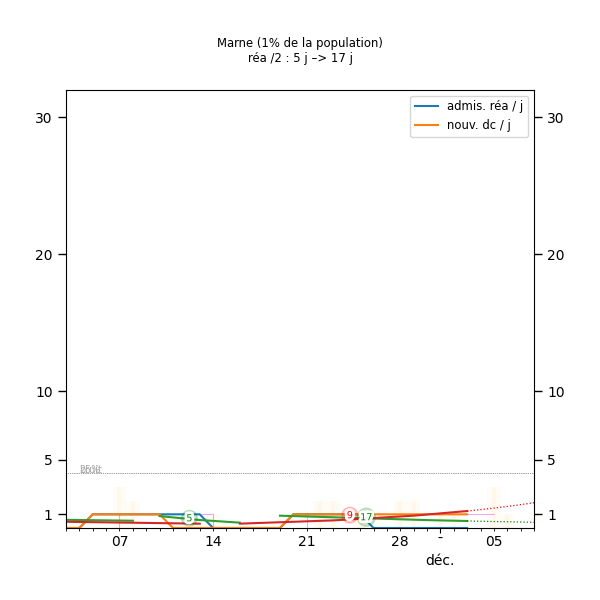 Marne (1% de la population)
réa /2 : 5 j –> 17 j
admis. réa / j
nouv. dc / j
30 30
20 20
10 10
5 5
1 1
5 9 17
07 14 21 28 - 05
déc.